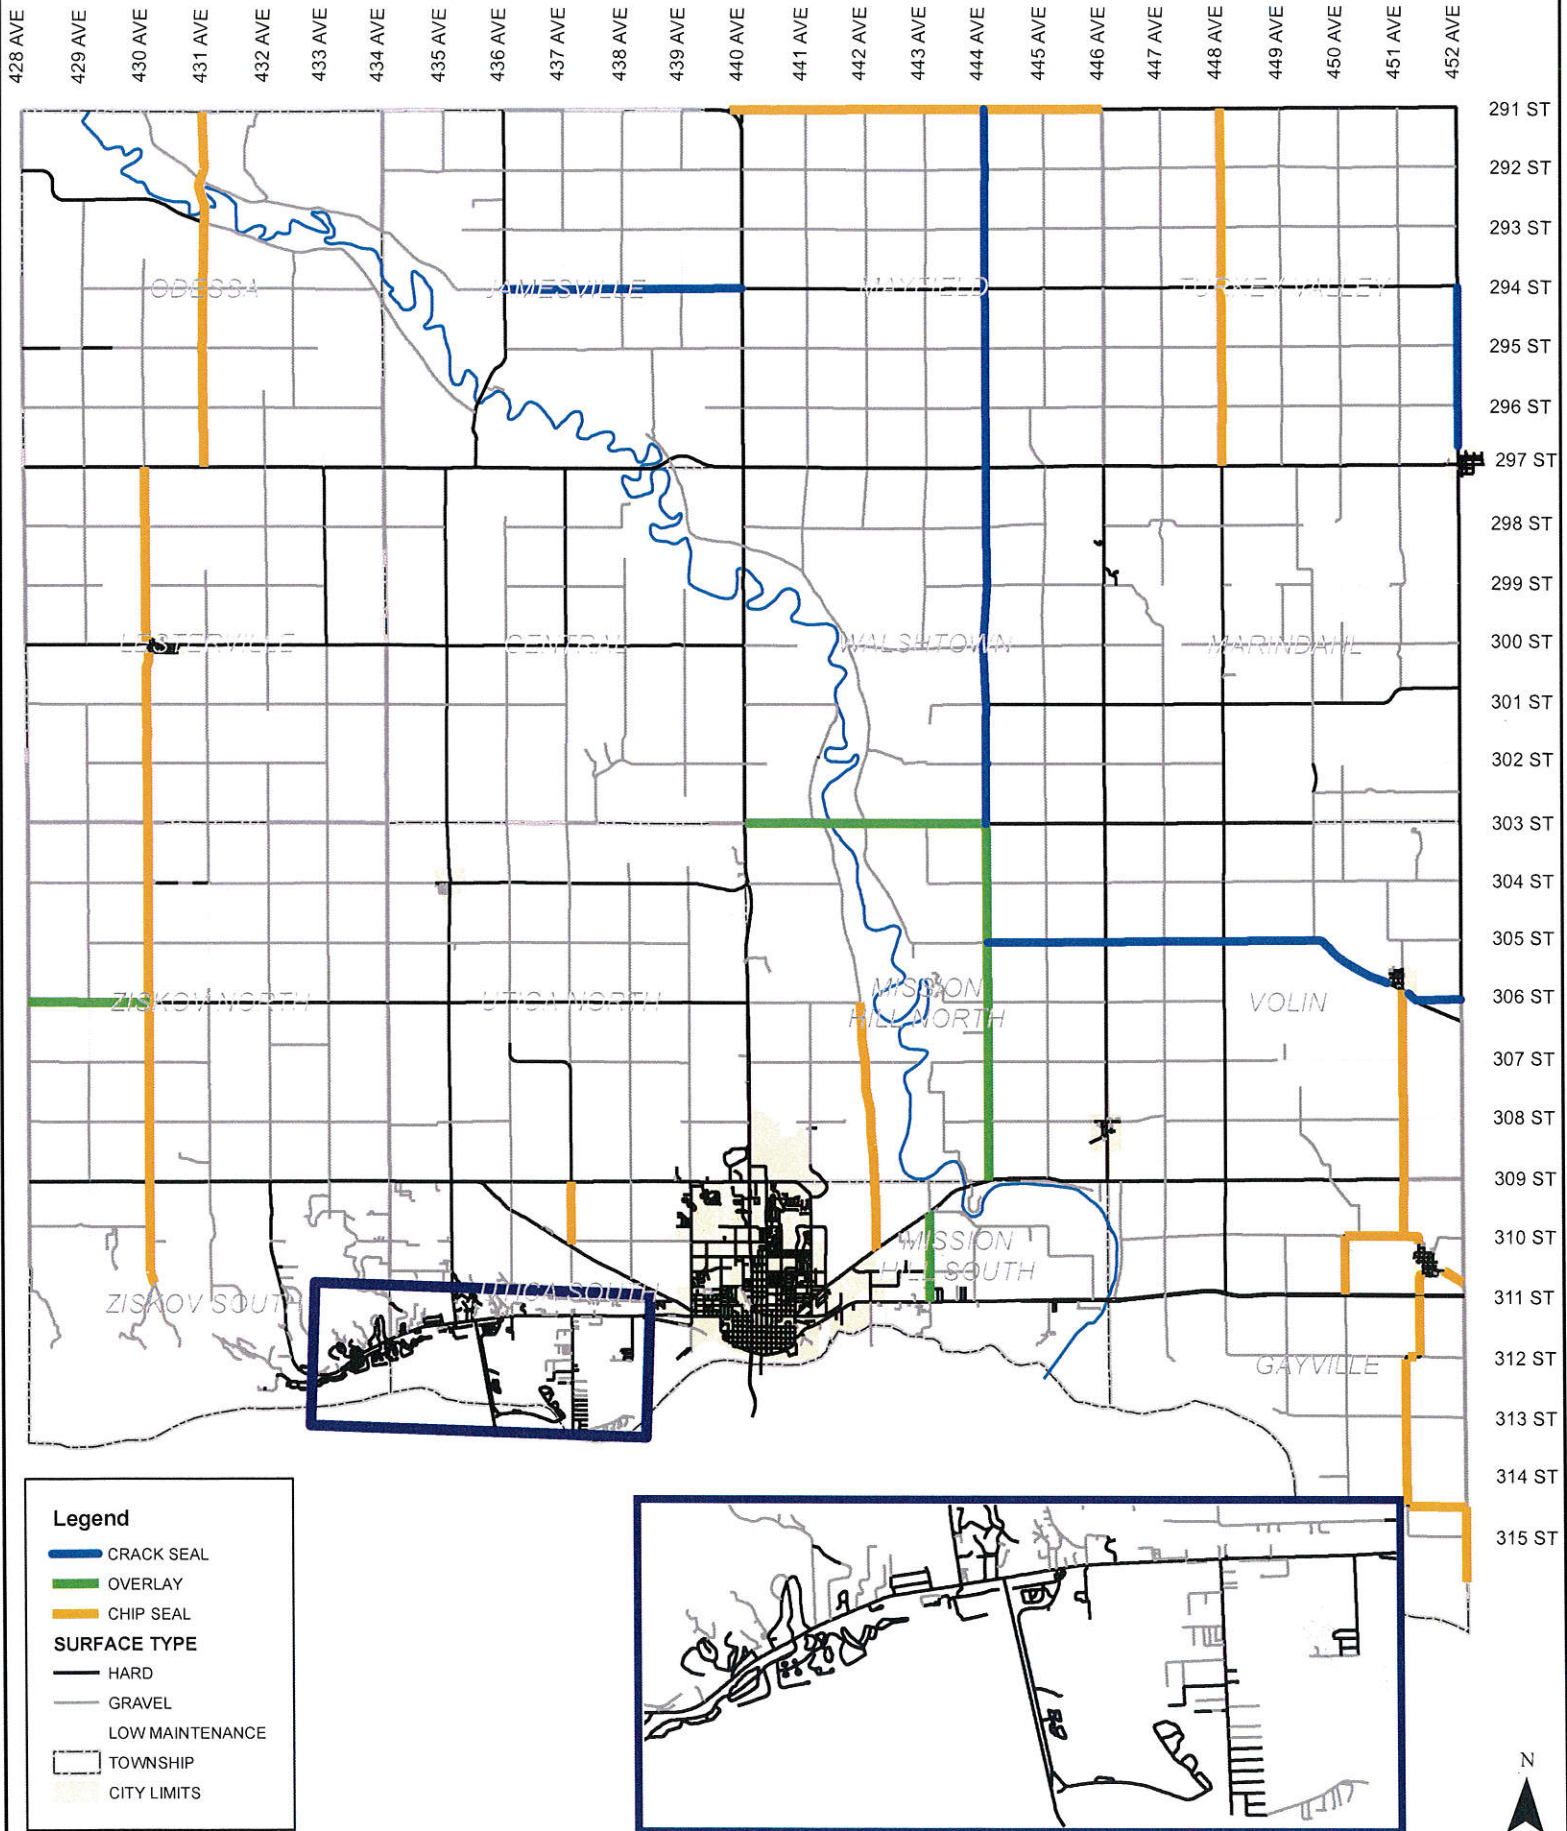 428 AVE
429 AVE
430 AVE
431 AVE
432 AVE
433 AVE
434 AVE
435 AVE
436 AVE
437 AVE
438 AVE
439 AVE
440 AVE
441 AVE
442 AVE
443 AVE
444 AVE
445 AVE
446 AVE
447 AVE
448 AVE
449 AVE
450 AVE
451 AVE
452 AVE
291 ST
292 ST
293 ST
ODESSA
JAMESVILLE
MAYFIELD
TURKEY VALLEY
294 ST
295 ST
296 ST
297 ST
298 ST
299 ST
LESTERVILLE
CENTRAL
WALSHTOWN
MARINDAHL
300 ST
301 ST
302 ST
303 ST
304 ST
305 ST
ZISKOV NORTH
UTICA NORTH
MISSION
HILL NORTH
VOLIN
306 ST
307 ST
308 ST
309 ST
310 ST
MISSION
HILL SOUTH
ZISKOV SOUTH
UTICA SOUTH
311 ST
GAYVILLE
312 ST
313 ST
314 ST
315 ST
Legend
CRACK SEAL
OVERLAY
CHIP SEAL
SURFACE TYPE
HARD
GRAVEL
LOW MAINTENANCE
TOWNSHIP
CITY LIMITS
N